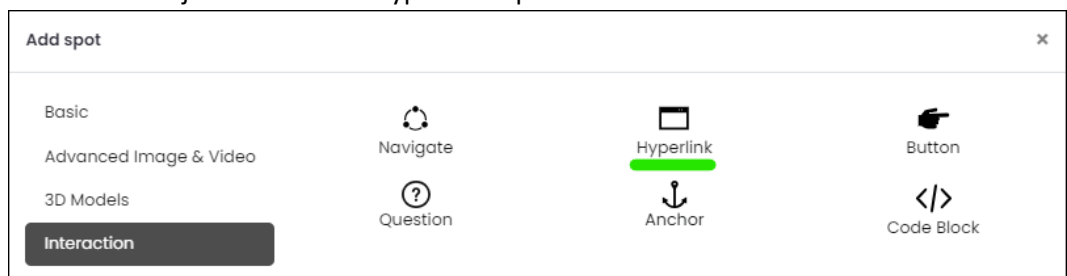 Add spot
Basic
Advanced Image & Video
3D Models
Interaction
Navigate
Hyperlink
Button
Question
Anchor
Code Block